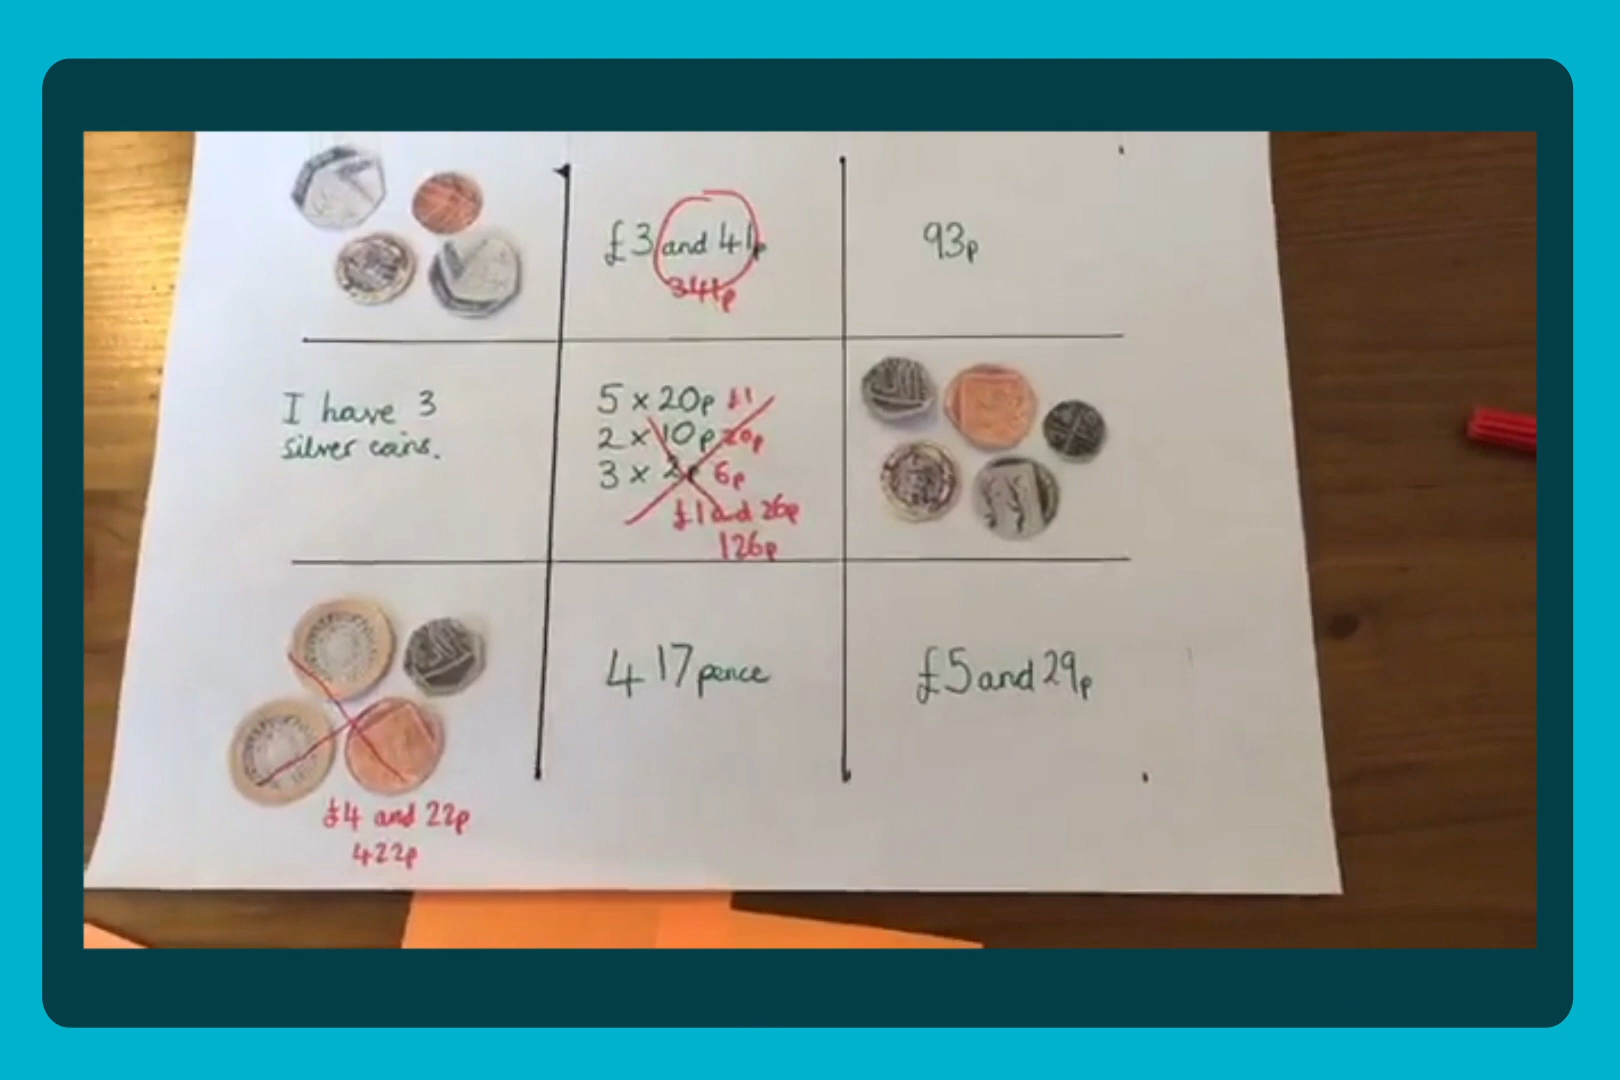 £3 and 41p
341p
93p
I have 3
silver coins.
5 x 20p £1
2 x 10p 20p
3 x 2p 6p
£1 and 26p
126p
£4 and 22p
422p
417 pence
£5 and 29p